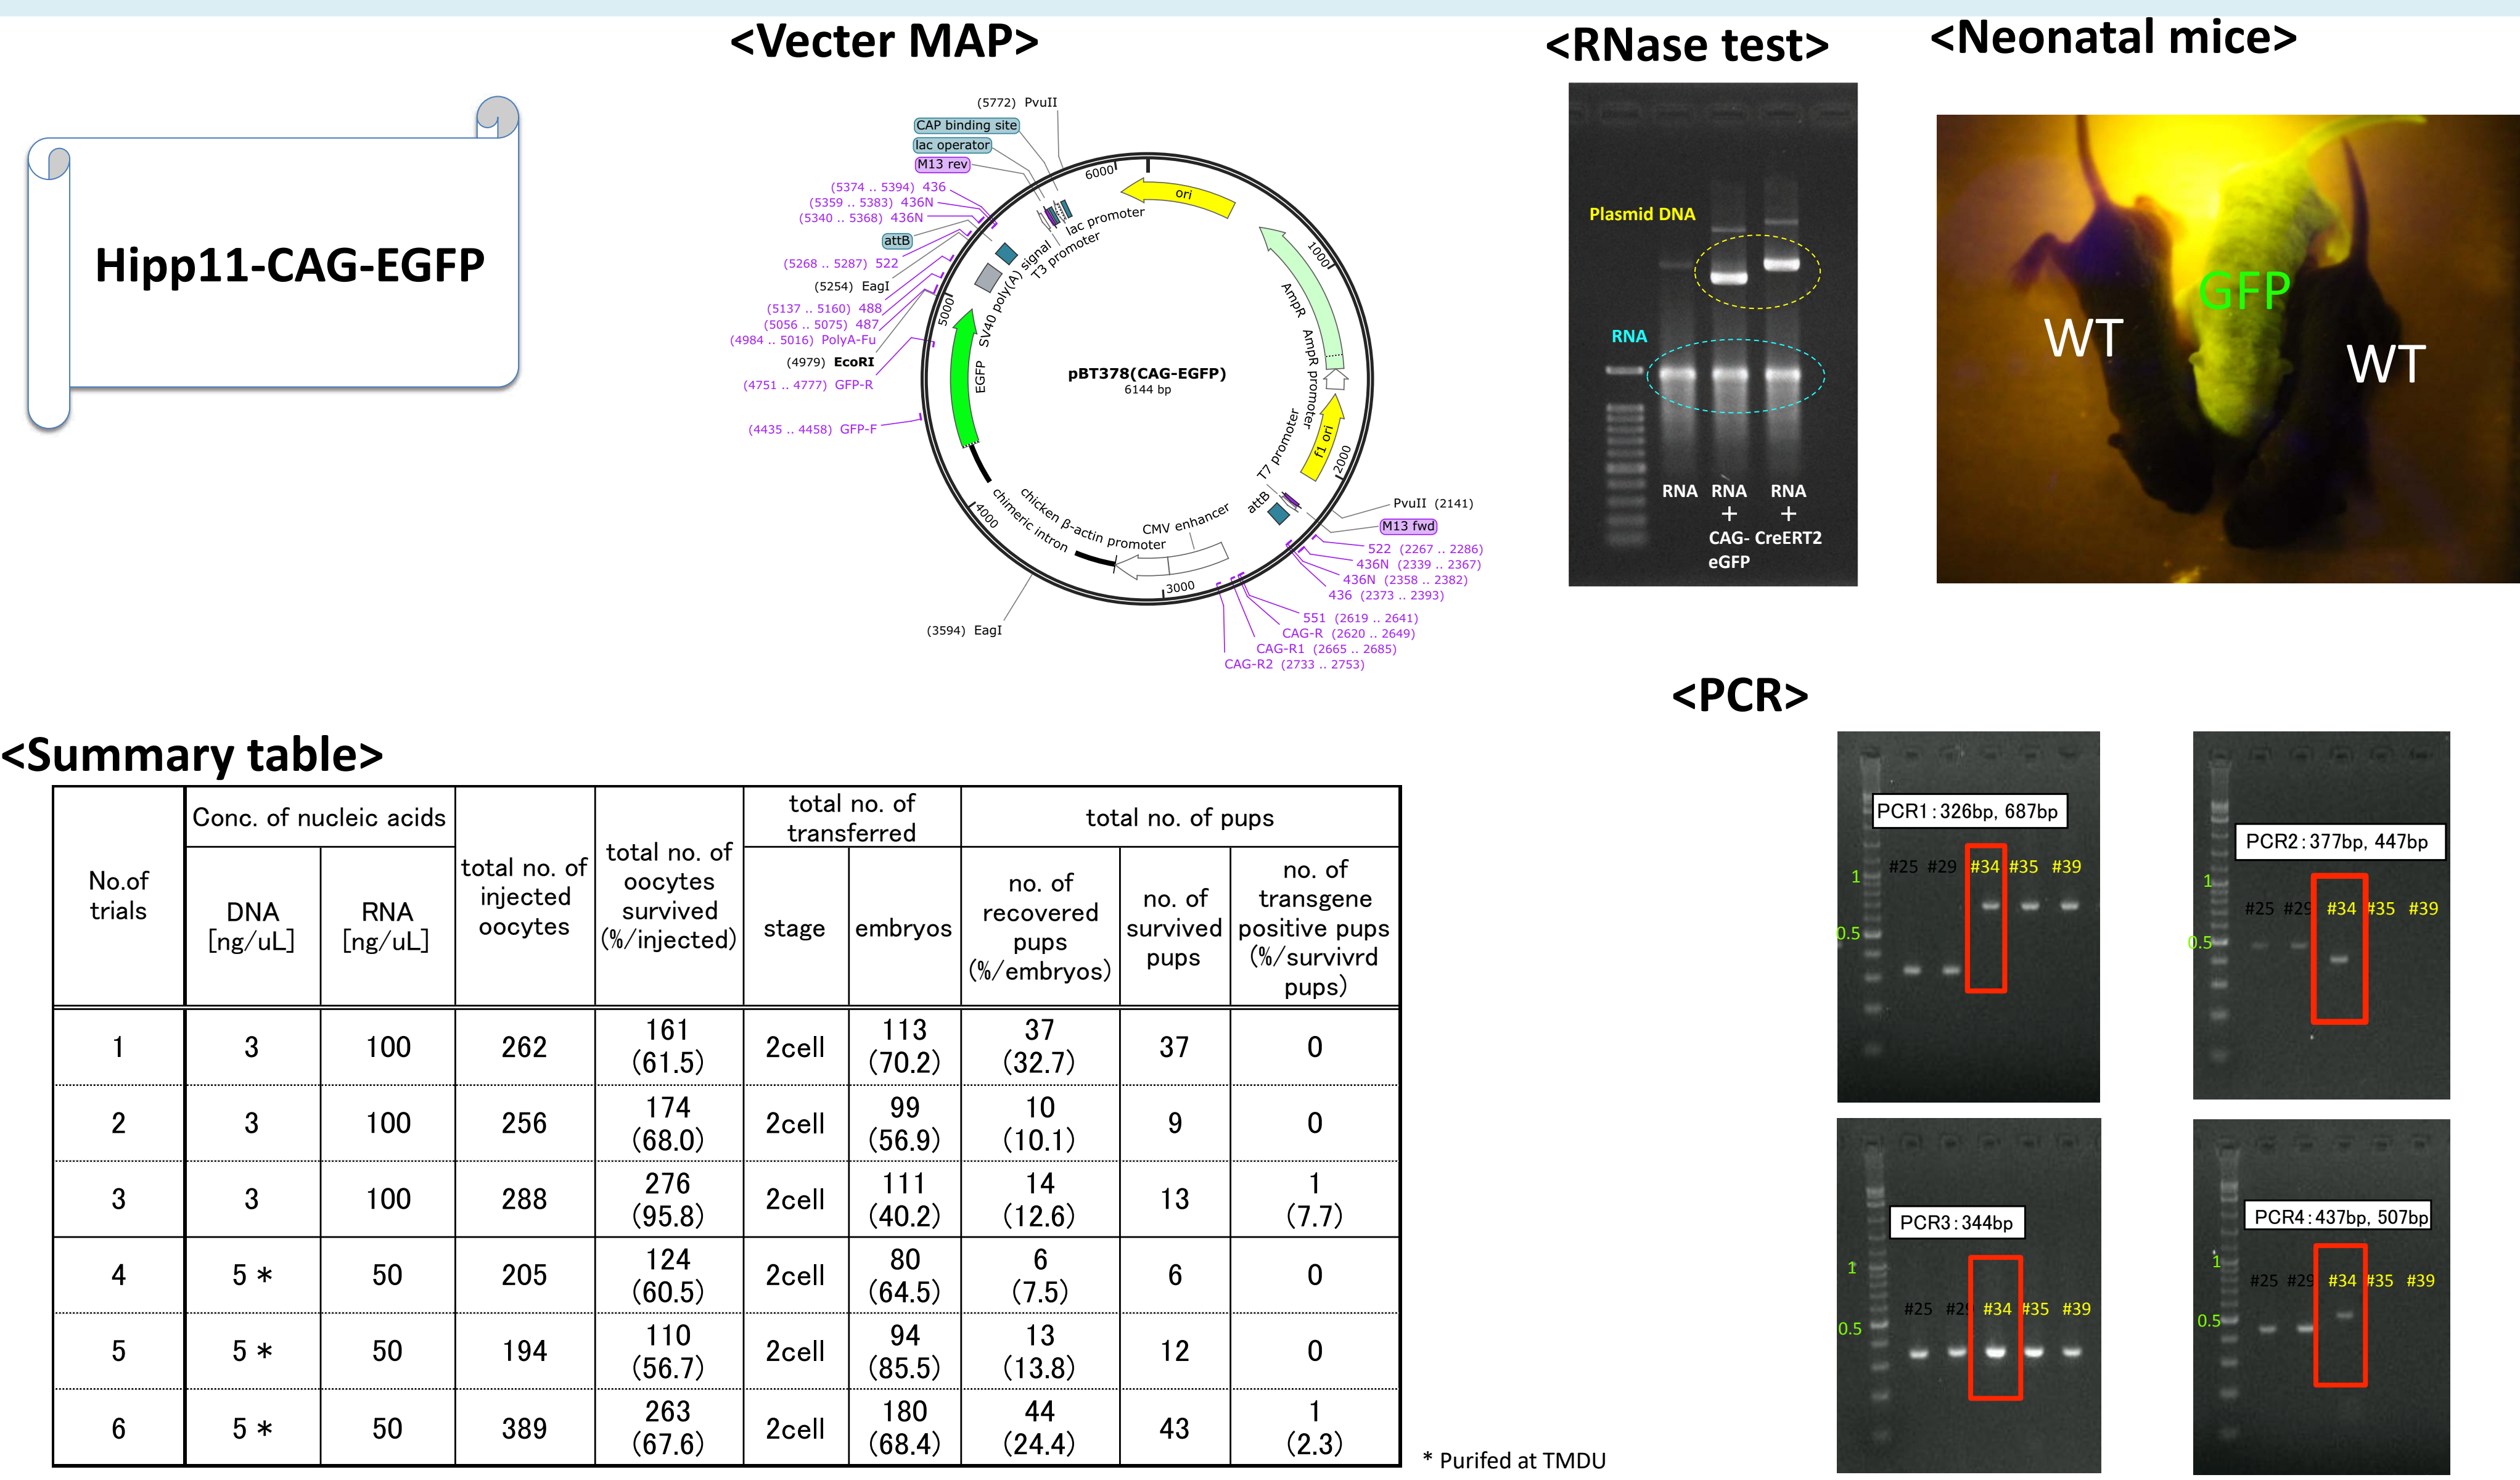 <Vecter MAP>
<RNase test>
<Neonatal mice>
Hipp11-CAG-EGFP
(5772) PvuII
CAP binding site
lac operator
M13 rev
(5374 .. 5394) 436
(5359 .. 5383) 436N
(5340 .. 5368) 436N
attB
(5268 .. 5287) 522
(5254) EagI
(5137 .. 5160) 488
(5056 .. 5075) 487
(4984 .. 5016) PolyA-Fu
(4979) EcoRI
(4751 .. 4777) GFP-R
(4435 .. 4458) GFP-F
(3594) EagI
6000
1000
2000
3000
4000
5000
ori
AmpR
AmpR promoter
f1 ori
T7 promoter
attB
CMV enhancer
chicken β-actin promoter
chimeric intron
EGFP
SV40 poly(A) signal
T3 promoter
lac promoter
pBT378(CAG-EGFP)
6144 bp
PvuII (2141)
M13 fwd
522 (2267 .. 2286)
436N (2339 .. 2367)
436N (2358 .. 2382)
436 (2373 .. 2393)
551 (2619 .. 2641)
CAG-R (2620 .. 2649)
CAG-R1 (2665 .. 2685)
CAG-R2 (2733 .. 2753)
Plasmid DNA
RNA
RNA RNA RNA
+ +
CAG- CreERT2
eGFP
WT
GFP
WT
<Summary table>
No.of
trials
Conc. of nucleic acids
DNA
[ng/uL]
RNA
[ng/uL]
total no. of
injected
oocytes
total no. of
oocytes
survived
(%/injected)
total no. of
transferred
stage
embryos
total no. of pups
no. of
recovered
pups
(%/embryos)
no. of
survived
pups
no. of
transgene
positive pups
(%/survivrd
pups)
1 3 100 262 161 (61.5) 2cell 113 (70.2) 37 (32.7) 37 0
2 3 100 256 174 (68.0) 2cell 99 (56.9) 10 (10.1) 9 0
3 3 100 288 276 (95.8) 2cell 111 (40.2) 14 (12.6) 13 1 (7.7)
4 5 * 50 205 124 (60.5) 2cell 80 (64.5) 6 (7.5) 6 0
5 5 * 50 194 110 (56.7) 2cell 94 (85.5) 13 (13.8) 12 0
6 5 * 50 389 263 (67.6) 2cell 180 (68.4) 44 (24.4) 43 1 (2.3)
* Purifed at TMDU
<PCR>
PCR1:326bp, 687bp
#25 #29 #34 #35 #39
1
0.5
PCR2:377bp, 447bp
#25 #29 #34 #35 #39
1
0.5
PCR3:344bp
#25 #29 #34 #35 #39
1
0.5
PCR4:437bp, 507bp
#25 #29 #34 #35 #39
1
0.5